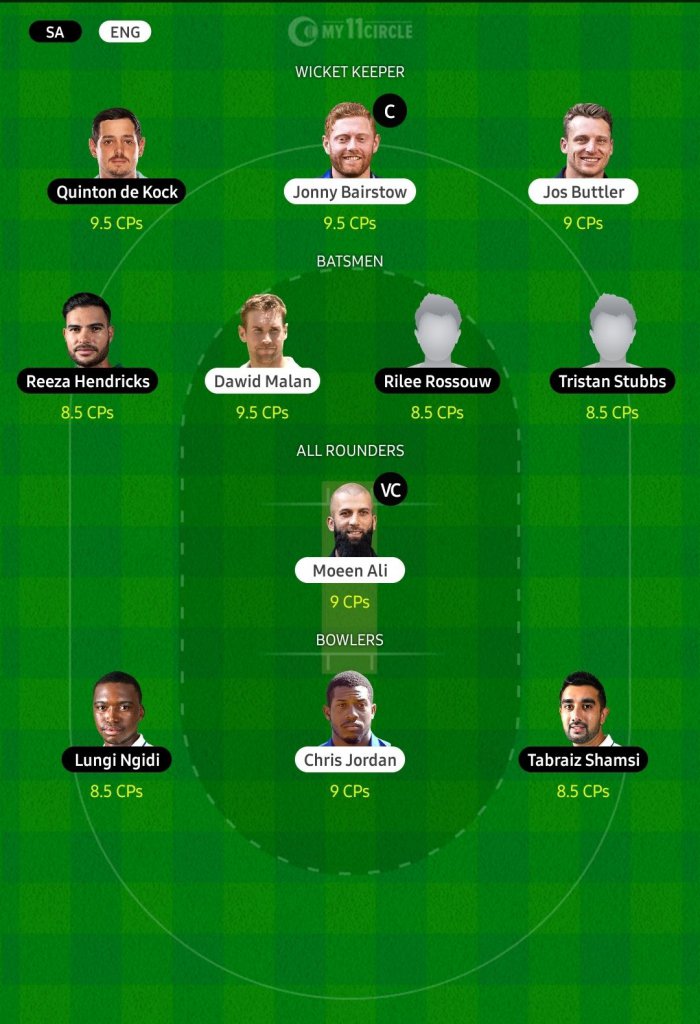 SA ENG MY11CIRCLE
WICKET KEEPER
C
Quinton de Kock Jonny Bairstow Jos Buttler
9.5 CPs 9.5 CPs 9 CPs
BATSMEN
Reeza Hendricks Dawid Malan Rilee Rossouw Tristan Stubbs
8.5 CPs 9.5 CPs 8.5 CPs 8.5 CPs
ALL ROUNDERS
VC
Moeen Ali
9 CPs
BOWLERS
Lungi Ngidi Chris Jordan Tabraiz Shamsi
8.5 CPs 9 CPs 8.5 CPs